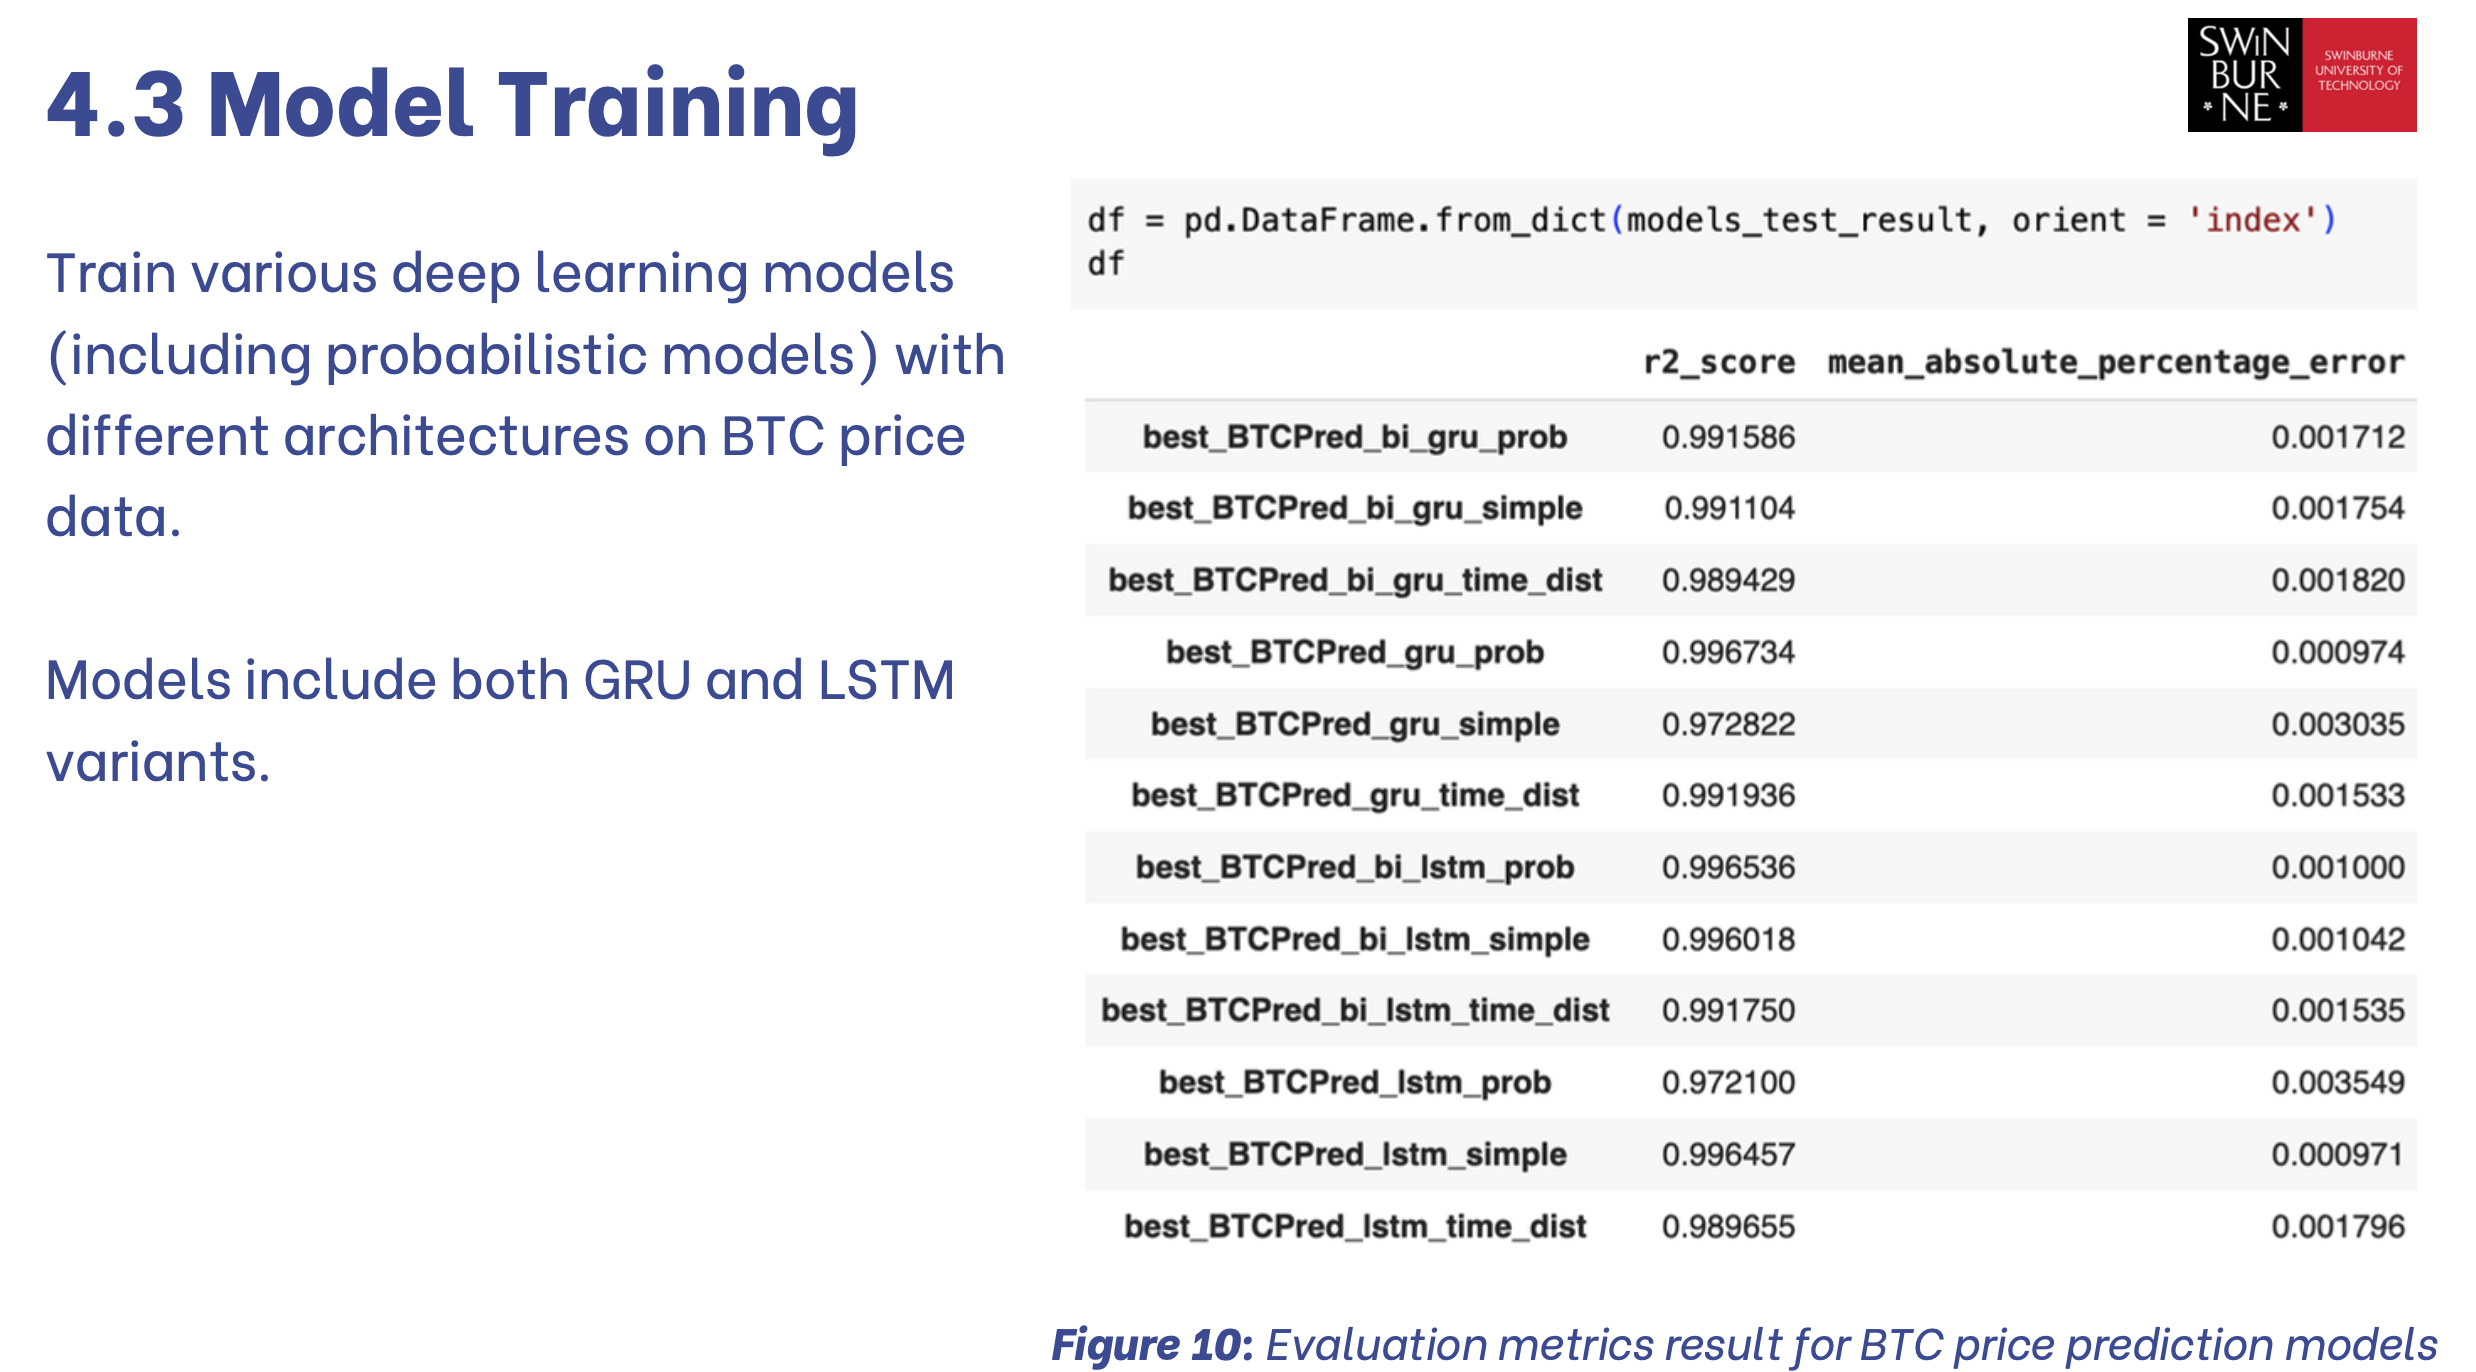 4.3 Model Training
SWIN
BUR
*NE*
SWINBURNE
UNIVERSITY OF
TECHNOLOGY
Train various deep learning models
(including probabilistic models) with
different architectures on BTC price
data.
Models include both GRU and LSTM
variants.
df = pd.DataFrame.from_dict(models_test_result, orient = 'index')
df
r2_score mean_absolute_percentage_error
best_BTCPred_bi_gru_prob 0.991586 0.001712
best_BTCPred_bi_gru_simple 0.991104 0.001754
best_BTCPred_bi_gru_time_dist 0.989429 0.001820
best_BTCPred_gru_prob 0.996734 0.000974
best_BTCPred_gru_simple 0.972822 0.003035
best_BTCPred_gru_time_dist 0.991936 0.001533
best_BTCPred_bi_lstm_prob 0.996536 0.001000
best_BTCPred_bi_lstm_simple 0.996018 0.001042
best_BTCPred_bi_lstm_time_dist 0.991750 0.001535
best_BTCPred_lstm_prob 0.972100 0.003549
best_BTCPred_lstm_simple 0.996457 0.000971
best_BTCPred_lstm_time_dist 0.989655 0.001796
Figure 10: Evaluation metrics result for BTC price prediction models